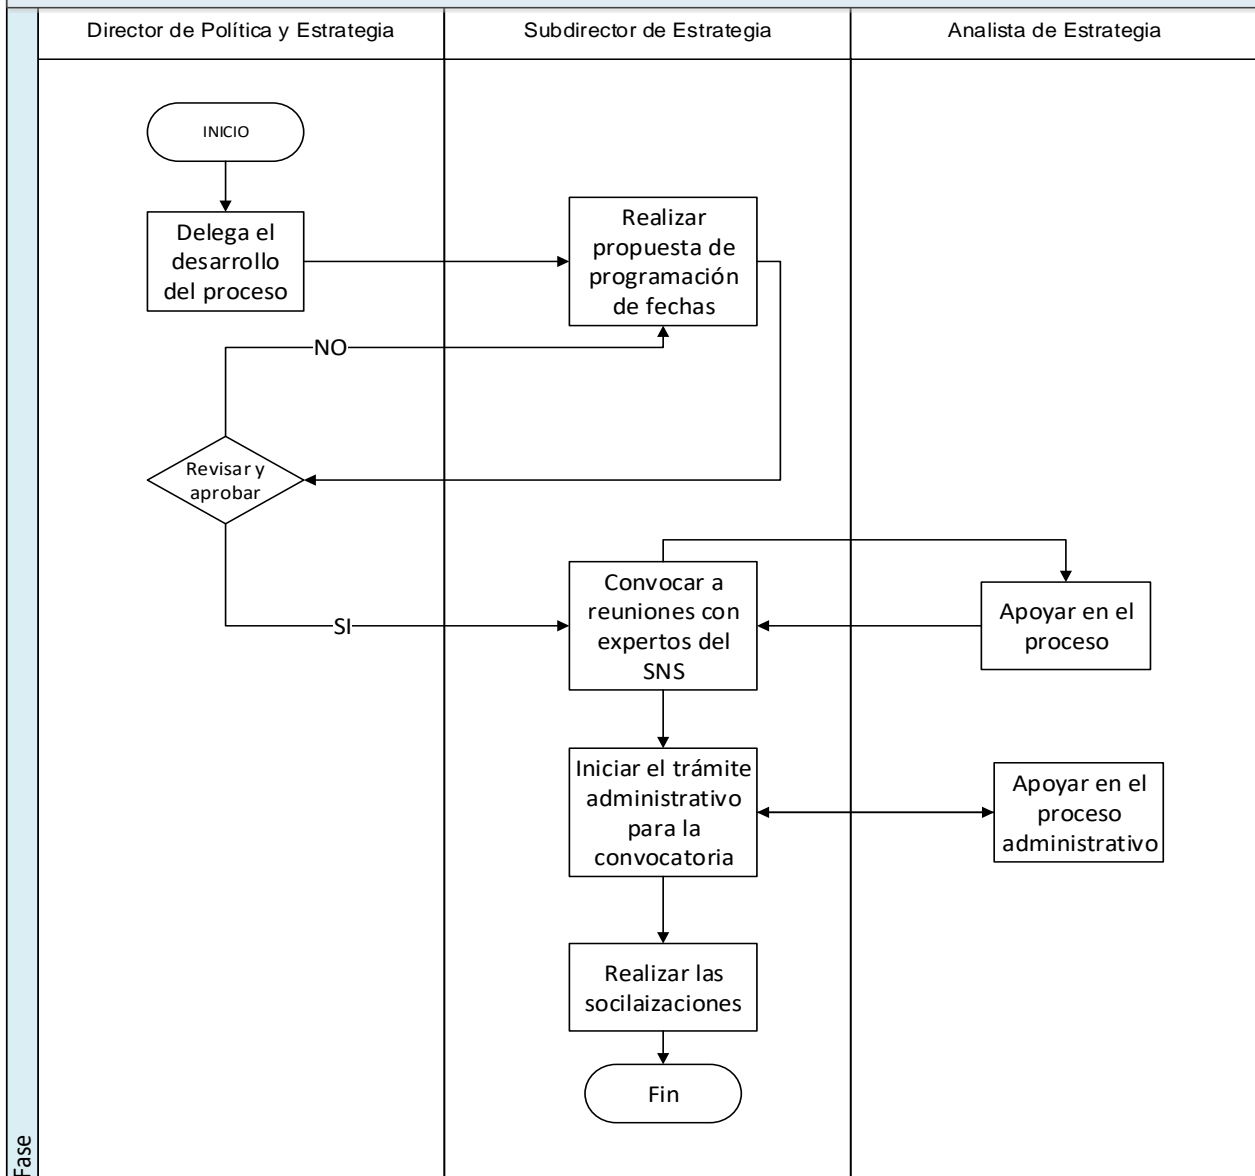 Director de Política y Estrategia
Subdirector de Estrategia
Analista de Estrategia
INICIO
Delega el
desarrollo
del proceso
Realizar
propuesta de
programación
de fechas
NO
Revisar y
aprobar
SI
Convocar a
reuniones con
expertos del
SNS
Apoyar en el
proceso
Iniciar el trámite
administrativo
para la
convocatoria
Apoyar en el
proceso
administrativo
Realizar las
socilaizaciones
Fin
Fase